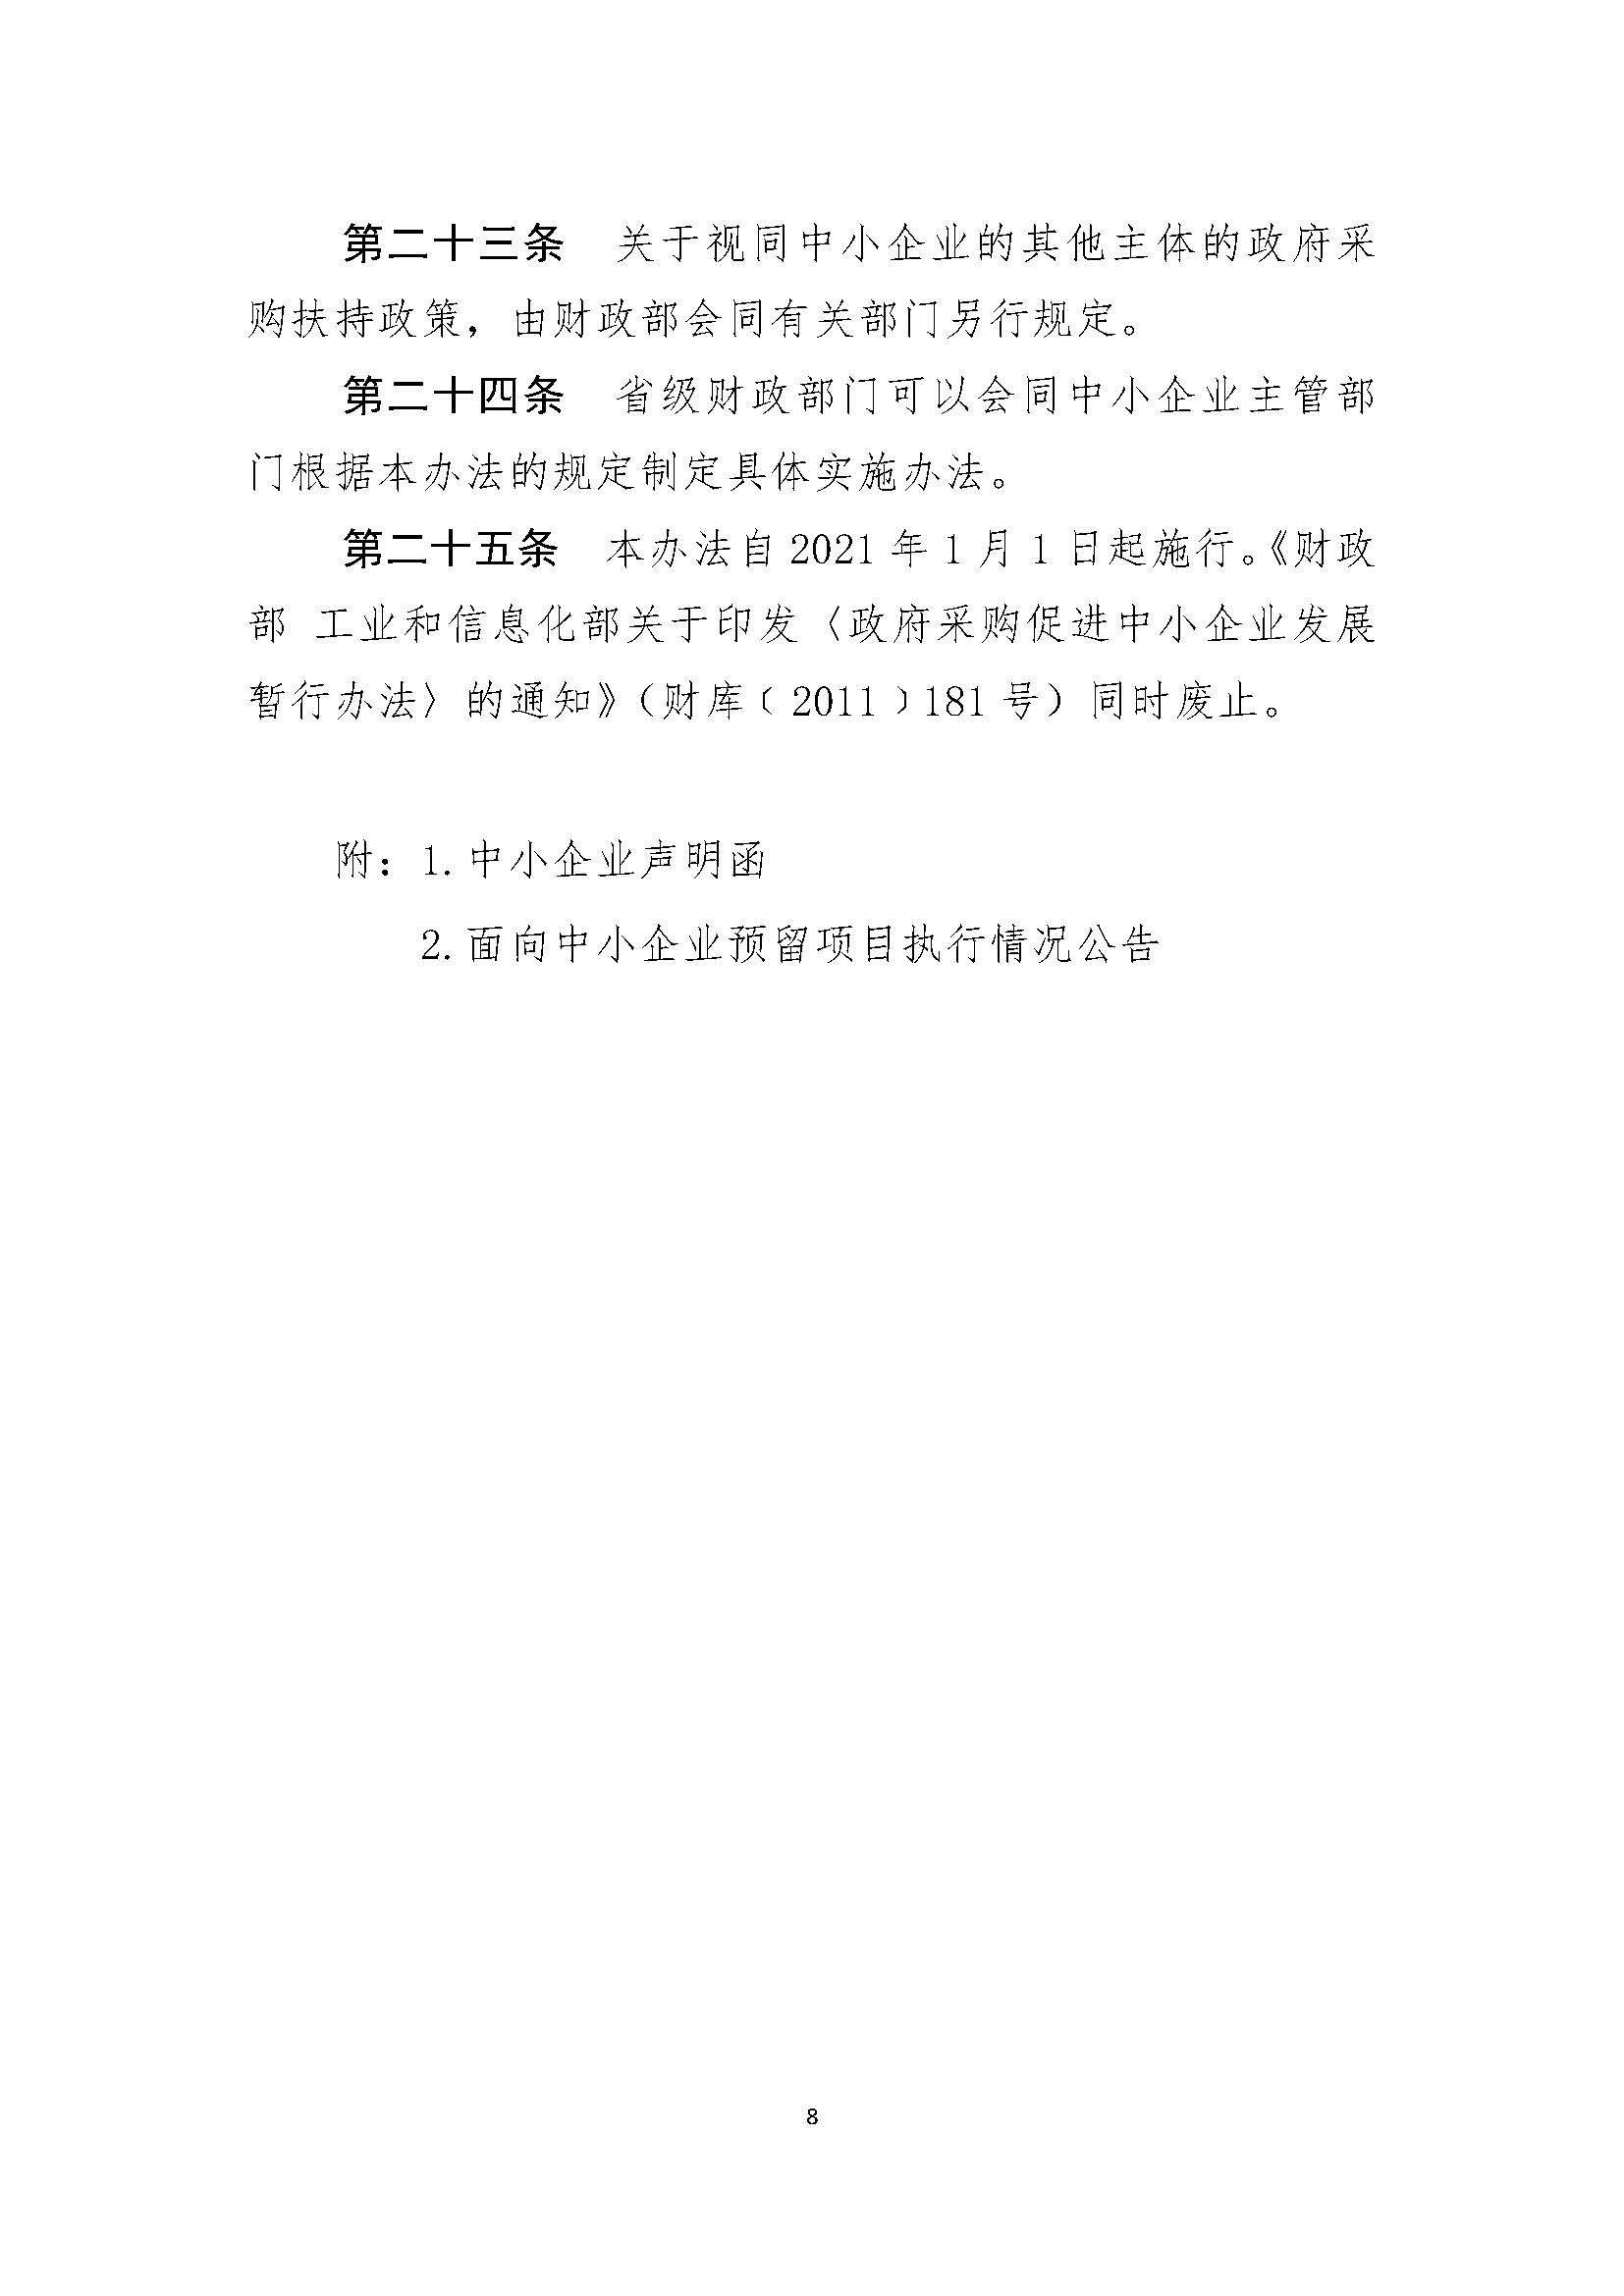 第二十三条　关于视同中小企业的其他主体的政府采
购扶持政策，由财政部会同有关部门另行规定。
第二十四条　省级财政部门可以会同中小企业主管部
门根据本办法的规定制定具体实施办法。
第二十五条　本办法自 2021 年 1 月 1 日起施行。《财政
部 工业和信息化部关于印发〈政府采购促进中小企业发展
暂行办法〉的通知》（财库﹝2011﹞181 号）同时废止。
附：1.中小企业声明函
2.面向中小企业预留项目执行情况公告
8